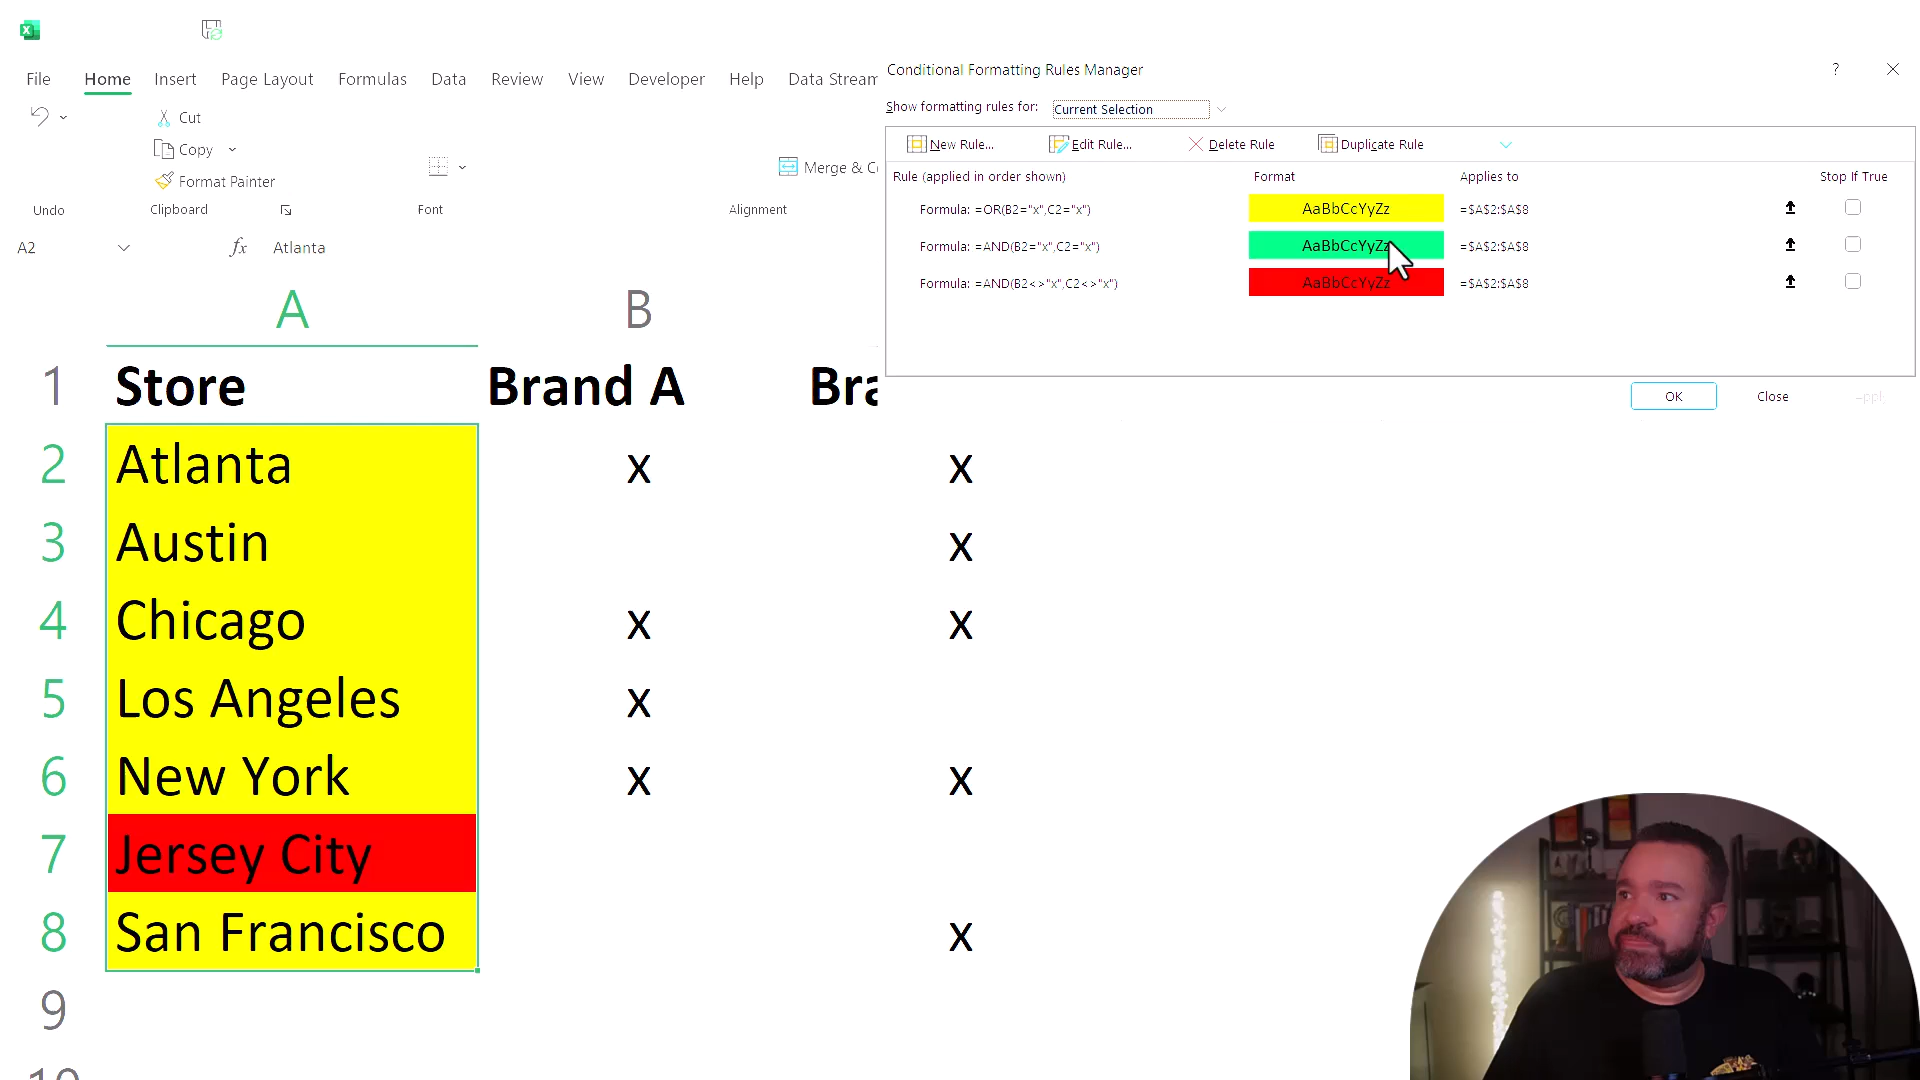 File Home Insert Page Layout Formulas Data Review View Developer Help Data Stream
Undo
Cut
Copy
Format Painter
Clipboard
Font
Merge &
Alignment
A2
fx
Atlanta
Conditional Formatting Rules Manager
?
Show formatting rules for: Current Selection
New Rule... Edit Rule... Delete Rule Duplicate Rule
Rule (applied in order shown) Format Applies to Stop If True
Formula: =OR(B2="x",C2="x") AaBbCcYyZz =$A$2:$A$8
Formula: =AND(B2="x",C2="x") AaBbCcYyZz =$A$2:$A$8
Formula: =AND(B2<>"x",C2<>"x") AaBbCcYyZz =$A$2:$A$8
OK Close
A B
1 Store Brand A
2 Atlanta x x
3 Austin x
4 Chicago x x
5 Los Angeles x
6 New York x x
7 Jersey City
8 San Francisco x
9
10